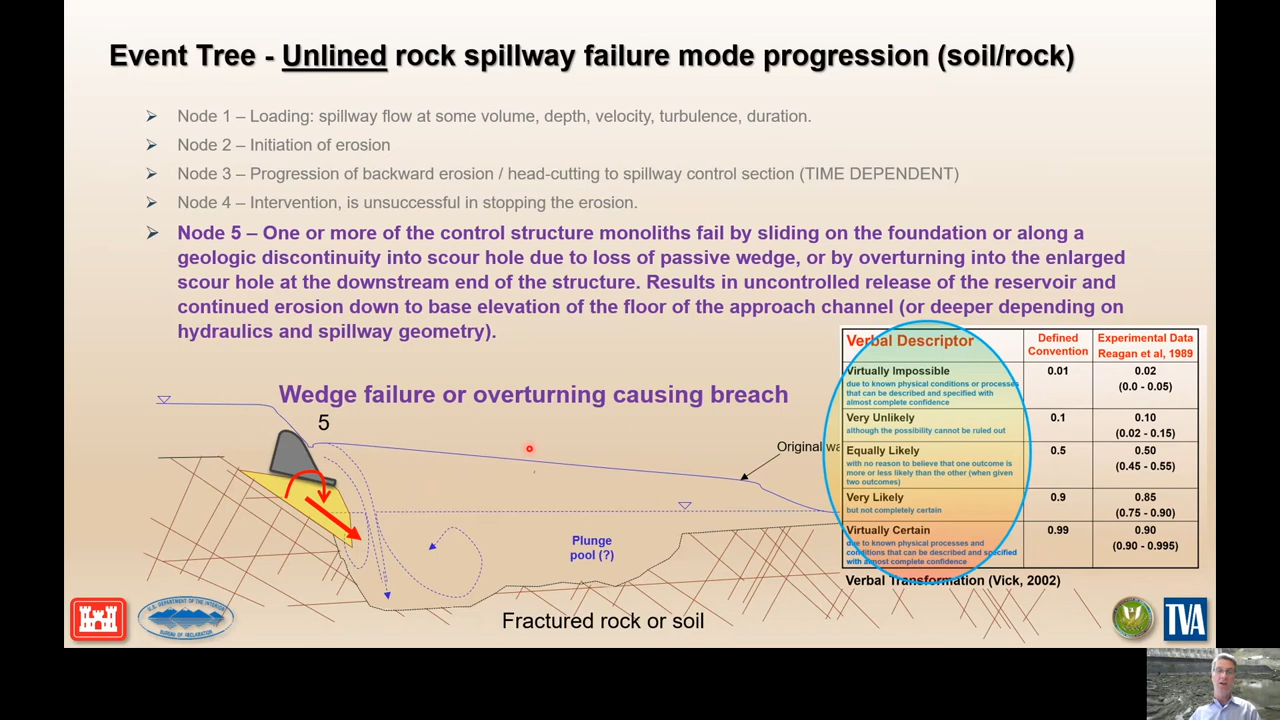 Event Tree - Unlined rock spillway failure mode progression (soil/rock)
Node 1 – Loading: spillway flow at some volume, depth, velocity, turbulence, duration.
Node 2 – Initiation of erosion
Node 3 – Progression of backward erosion / head-cutting to spillway control section (TIME DEPENDENT)
Node 4 – Intervention, is unsuccessful in stopping the erosion.
Node 5 – One or more of the control structure monoliths fail by sliding on the foundation or along a
geologic discontinuity into scour hole due to loss of passive wedge, or by overturning into the enlarged
scour hole at the downstream end of the structure. Results in uncontrolled release of the reservoir and
continued erosion down to base elevation of the floor of the approach channel (or deeper depending on
hydraulics and spillway geometry).
Wedge failure or overturning causing breach
5
Original wa
Plunge
pool (?)
Fractured rock or soil
Verbal Descriptor
Defined
Convention
Experimental Data
Reagan et al, 1989
Virtually Impossible
due to known physical conditions or processes
that can be described and specified with
almost complete confidence
0.01
0.02
(0.0 - 0.05)
Very Unlikely
although the possibility cannot be ruled out
0.1
0.10
(0.02 - 0.15)
Equally Likely
with no reason to believe that one outcome is
more or less likely than the other (when given
two outcomes)
0.5
0.50
(0.45 - 0.55)
Very Likely
but not completely certain
0.9
0.85
(0.75 - 0.90)
Virtually Certain
due to known physical processes and
conditions that can be described and specified
with almost complete confidence
0.99
0.90
(0.90 - 0.995)
Verbal Transformation (Vick, 2002)
U.S. DEPARTMENT OF THE INTERIOR
BUREAU OF RECLAMATION
TVA